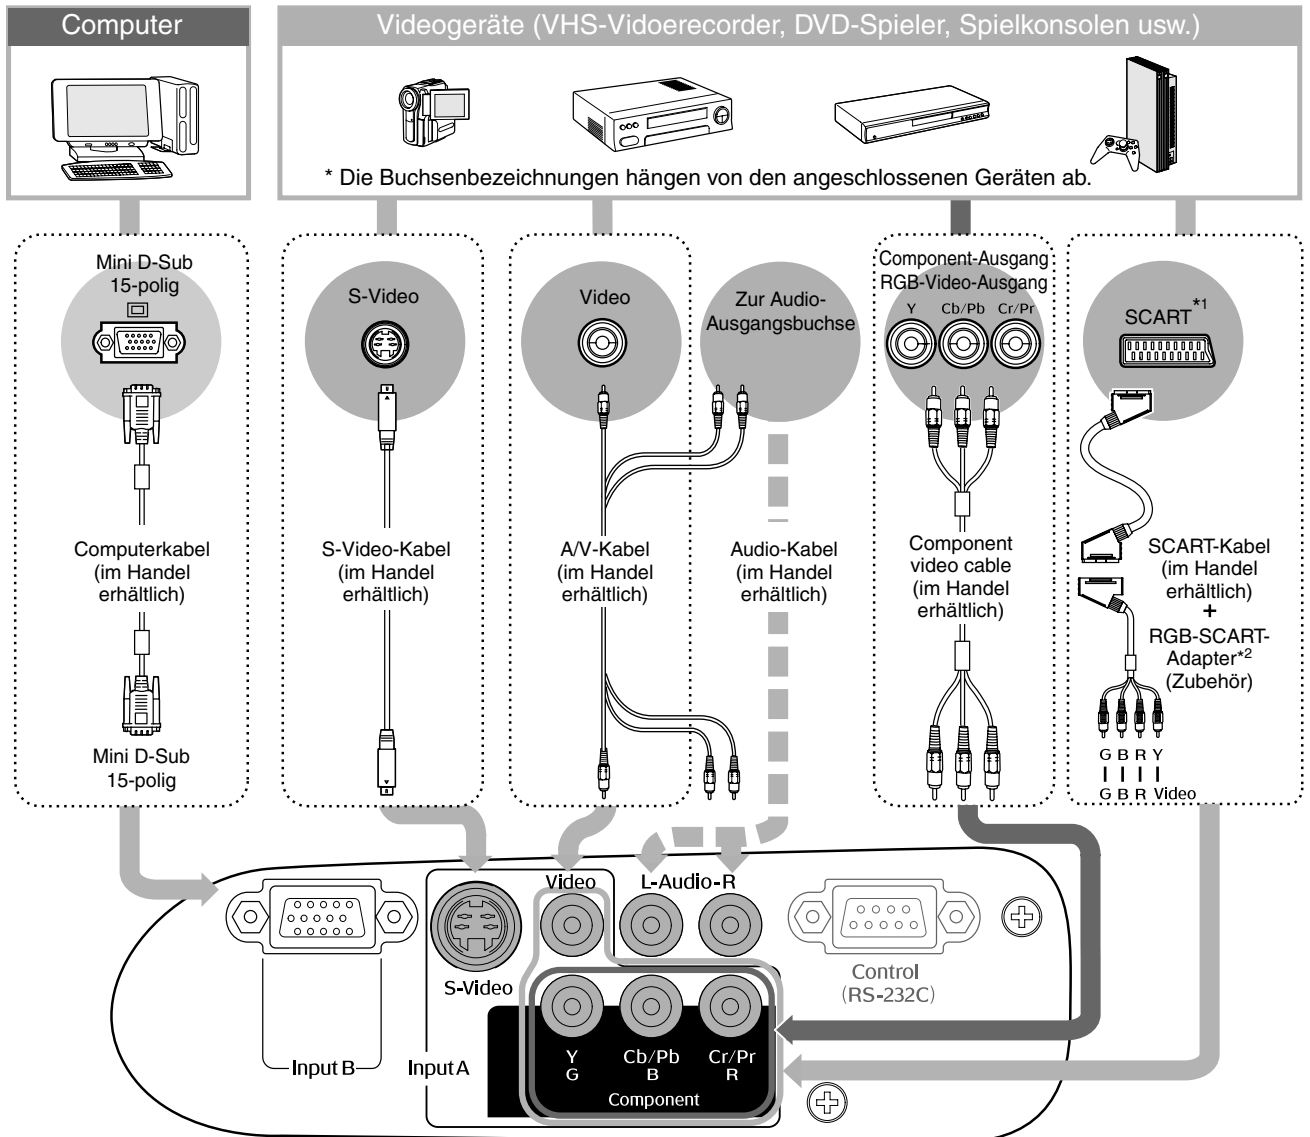 Computer
Videogeräte (VHS-Vidoerecorder, DVD-Spieler, Spielkonsolen usw.)
* Die Buchsenbezeichnungen hängen von den angeschlossenen Geräten ab.
Mini D-Sub
15-polig
S-Video
Video
Zur Audio-
Ausgangsbuchse
Component-Ausgang
RGB-Video-Ausgang
Y Cb/Pb Cr/Pr
SCART*1
Computerkabel
(im Handel
erhältlich)
S-Video-Kabel
(im Handel
erhältlich)
A/V-Kabel
(im Handel
erhältlich)
Audio-Kabel
(im Handel
erhältlich)
Component
video cable
(im Handel
erhältlich)
SCART-Kabel
(im Handel
erhältlich)
+
RGB-SCART-
Adapter*2
(Zubehör)
G B R Y
G B R Video
Mini D-Sub
15-polig
Video
L-Audio-R
S-Video
Control
(RS-232C)
Input B
Input A
Y
G
Cb/Pb
B
Cr/Pr
R
Component